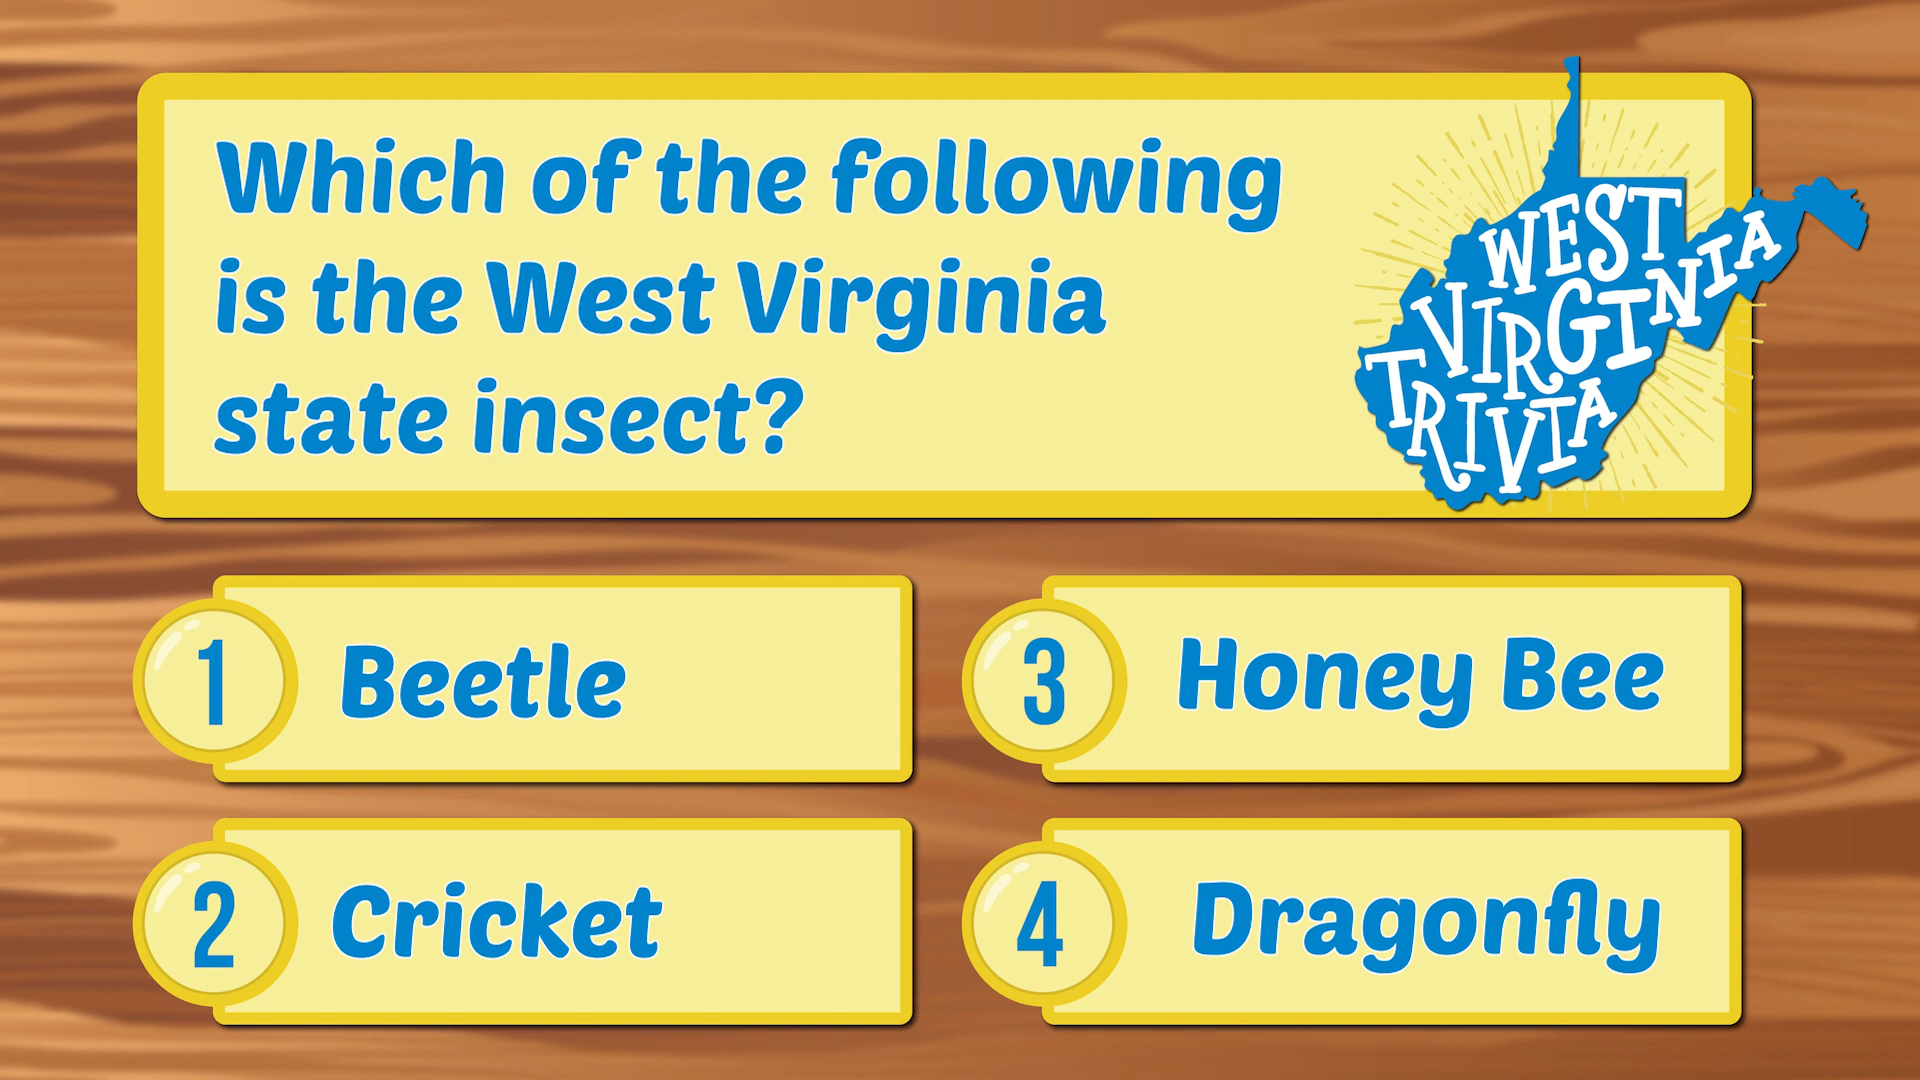 Which of the following
is the West Virginia
state insect?
WEST
VIRGINIA
TRIVIA
1 Beetle
3 Honey Bee
2 Cricket
4 Dragonfly